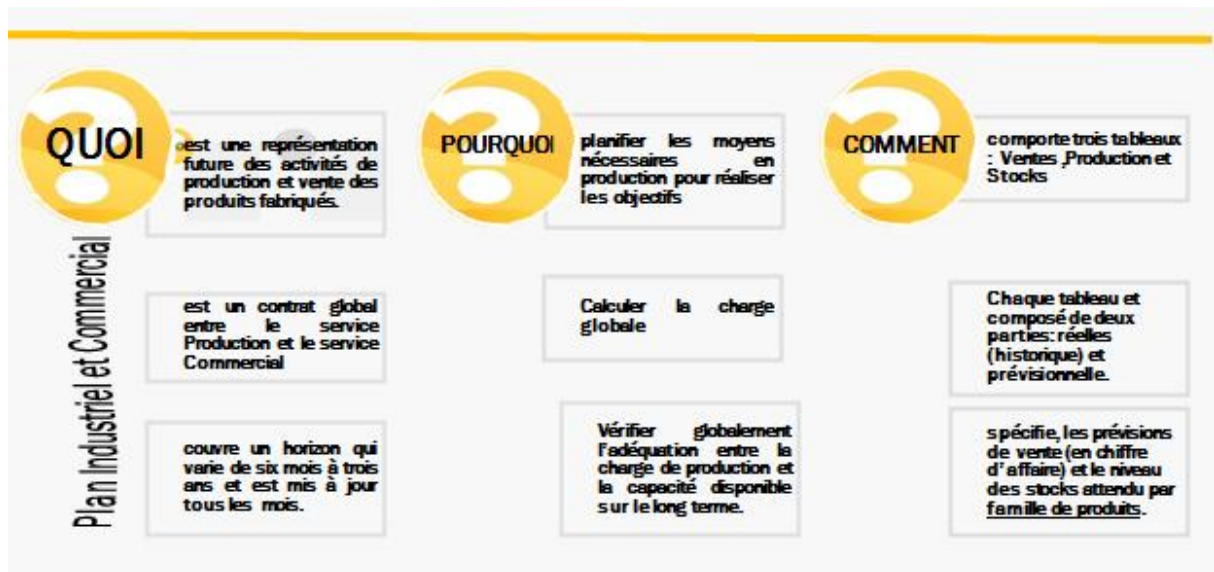 QUOI
est une représentation
future des activités de
production et vente des
produits fabriqués.
est un contrat global
entre le service
Production et le service
Commercial
couvre un horizon qui
varie de six mois à trois
ans et est mis à jour
tous les mois.
Plan Industriel et Commercial
POURQUOI
planifier les moyens
nécessaires en
production pour réaliser
les objectifs
Calculer la charge
globale
Vérifier globalement
l'adéquation entre la
charge de production et
la capacité disponible
sur le long terme.
COMMENT
comporte trois tableaux
: Ventes ,Production et
Stocks
Chaque tableau et
composé de deux
parties: réelles
(historique) et
prévisionnelle.
spécifie, les prévisions
de vente (en chiffre
d'affaire) et le niveau
des stocks attendu par
famille de produits.